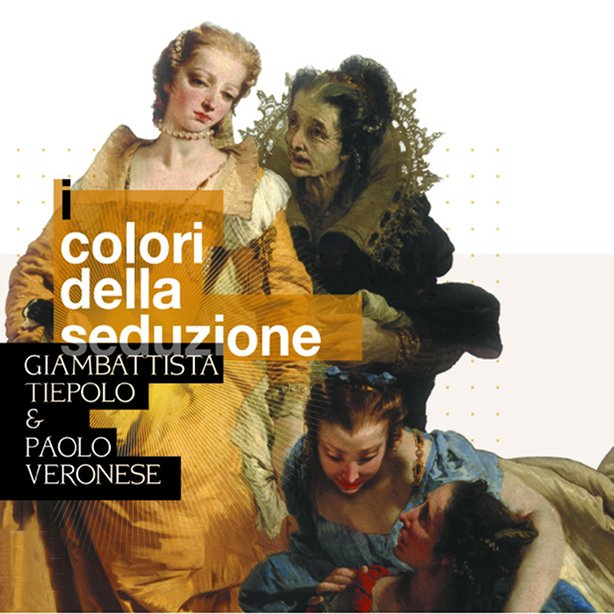 i
colori
della
seduzione
GIAMBATTISTA
TIEPOLO
&
PAOLO
VERONESE